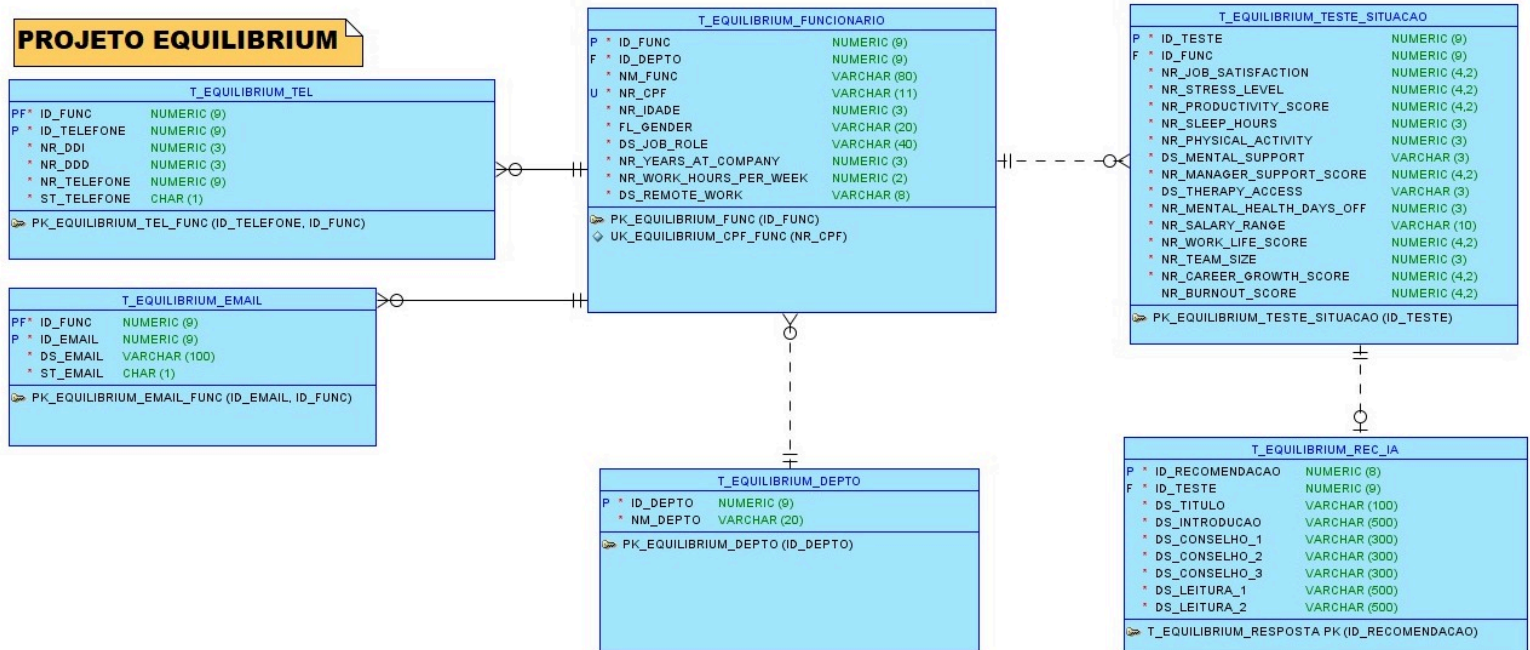 PROJETO EQUILIBRIUM
T_EQUILIBRIUM_TEL
PF* ID_FUNC NUMERIC (9)
P * ID_TELEFONE NUMERIC (9)
* NR_DDI NUMERIC (3)
* NR_DDD NUMERIC (3)
* NR_TELEFONE NUMERIC (9)
* ST_TELEFONE CHAR (1)
PK_EQUILIBRIUM_TEL_FUNC (ID_TELEFONE, ID_FUNC)
T_EQUILIBRIUM_EMAIL
PF* ID_FUNC NUMERIC (9)
P * ID_EMAIL NUMERIC (9)
* DS_EMAIL VARCHAR (100)
* ST_EMAIL CHAR (1)
PK_EQUILIBRIUM_EMAIL_FUNC (ID_EMAIL, ID_FUNC)
T_EQUILIBRIUM_FUNCIONARIO
P * ID_FUNC NUMERIC (9)
F * ID_DEPTO NUMERIC (9)
* NM_FUNC VARCHAR (80)
U * NR_CPF VARCHAR (11)
* NR_IDADE NUMERIC (3)
* FL_GENDER VARCHAR (20)
* DS_JOB_ROLE VARCHAR (40)
* NR_YEARS_AT_COMPANY NUMERIC (3)
* NR_WORK_HOURS_PER_WEEK NUMERIC (2)
* DS_REMOTE_WORK VARCHAR (8)
PK_EQUILIBRIUM_FUNC (ID_FUNC)
UK_EQUILIBRIUM_CPF_FUNC (NR_CPF)
T_EQUILIBRIUM_DEPTO
P * ID_DEPTO NUMERIC (9)
* NM_DEPTO VARCHAR (20)
PK_EQUILIBRIUM_DEPTO (ID_DEPTO)
T_EQUILIBRIUM_TESTE_SITUACAO
P * ID_TESTE NUMERIC (9)
F * ID_FUNC NUMERIC (9)
* NR_JOB_SATISFACTION NUMERIC (4,2)
* NR_STRESS_LEVEL NUMERIC (4,2)
* NR_PRODUCTIVITY_SCORE NUMERIC (4,2)
* NR_SLEEP_HOURS NUMERIC (3)
* NR_PHYSICAL_ACTIVITY NUMERIC (3)
* DS_MENTAL_SUPPORT VARCHAR (3)
* NR_MANAGER_SUPPORT_SCORE NUMERIC (4,2)
* DS_THERAPY_ACCESS VARCHAR (3)
* NR_MENTAL_HEALTH_DAYS_OFF NUMERIC (3)
* NR_SALARY_RANGE VARCHAR (10)
* NR_WORK_LIFE_SCORE NUMERIC (4,2)
* NR_TEAM_SIZE NUMERIC (3)
* NR_CAREER_GROWTH_SCORE NUMERIC (4,2)
NR_BURNOUT_SCORE NUMERIC (4,2)
PK_EQUILIBRIUM_TESTE_SITUACAO (ID_TESTE)
T_EQUILIBRIUM_REC_IA
P * ID_RECOMENDACAO NUMERIC (8)
F * ID_TESTE NUMERIC (9)
* DS_TITULO VARCHAR (100)
* DS_INTRODUCAO VARCHAR (500)
* DS_CONSELHO_1 VARCHAR (300)
* DS_CONSELHO_2 VARCHAR (300)
* DS_CONSELHO_3 VARCHAR (300)
* DS_LEITURA_1 VARCHAR (500)
* DS_LEITURA_2 VARCHAR (500)
T_EQUILIBRIUM_RESPOSTA PK (ID_RECOMENDACAO)